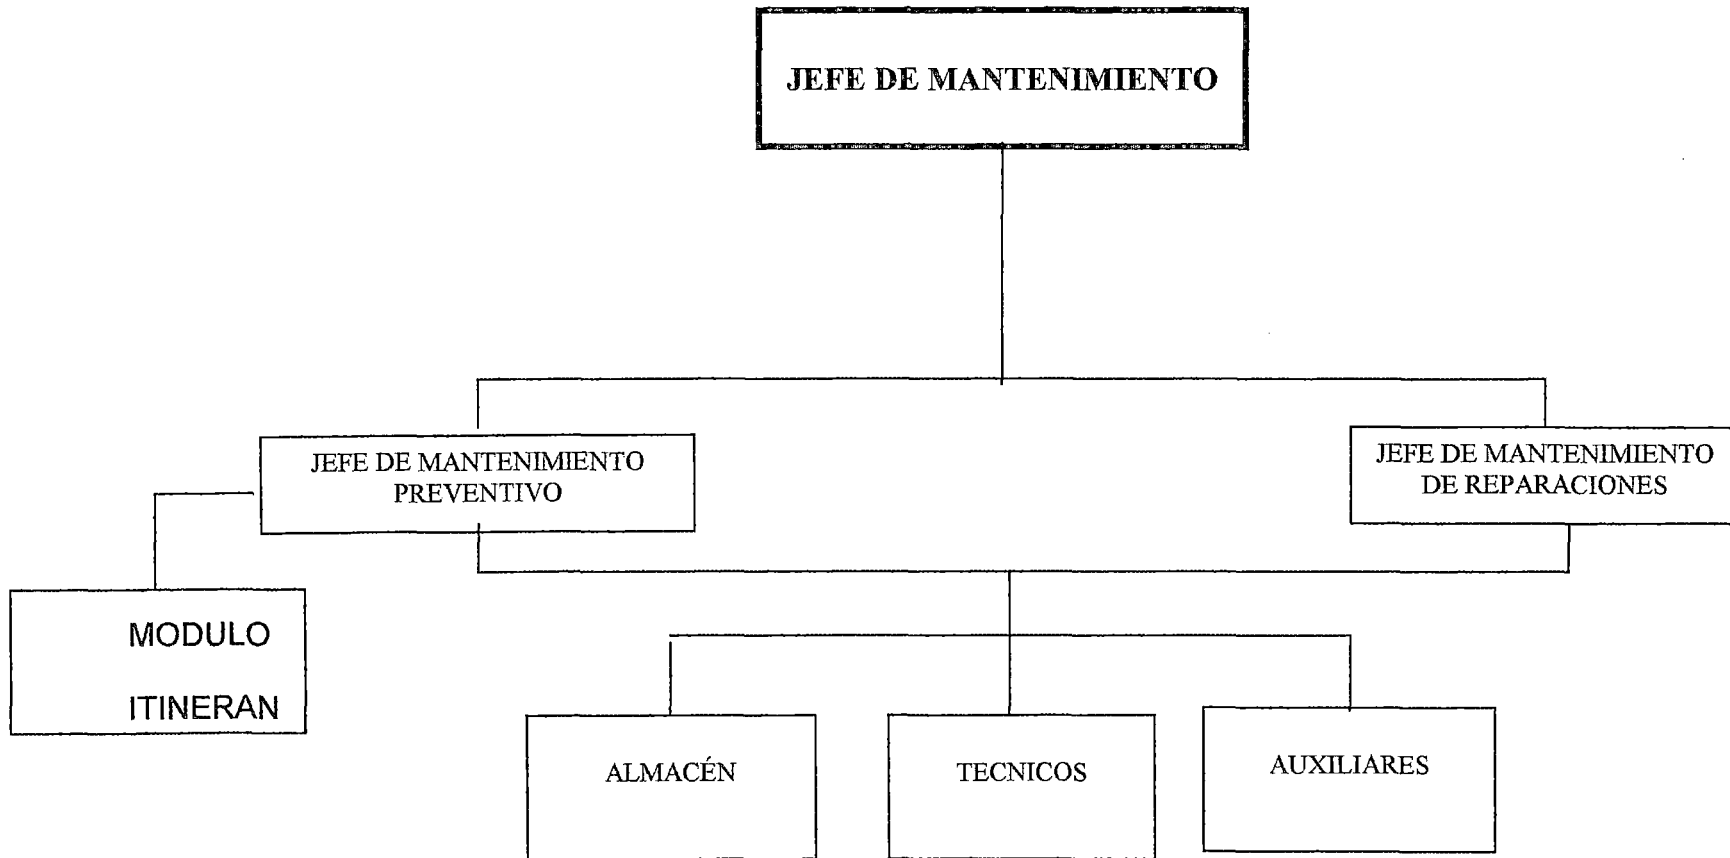 JEFE DE MANTENIMIENTO
JEFE DE MANTENIMIENTO
PREVENTIVO
JEFE DE MANTENIMIENTO
DE REPARACIONES
MODULO
ITINERAN
ALMACÉN
TECNICOS
AUXILIARES